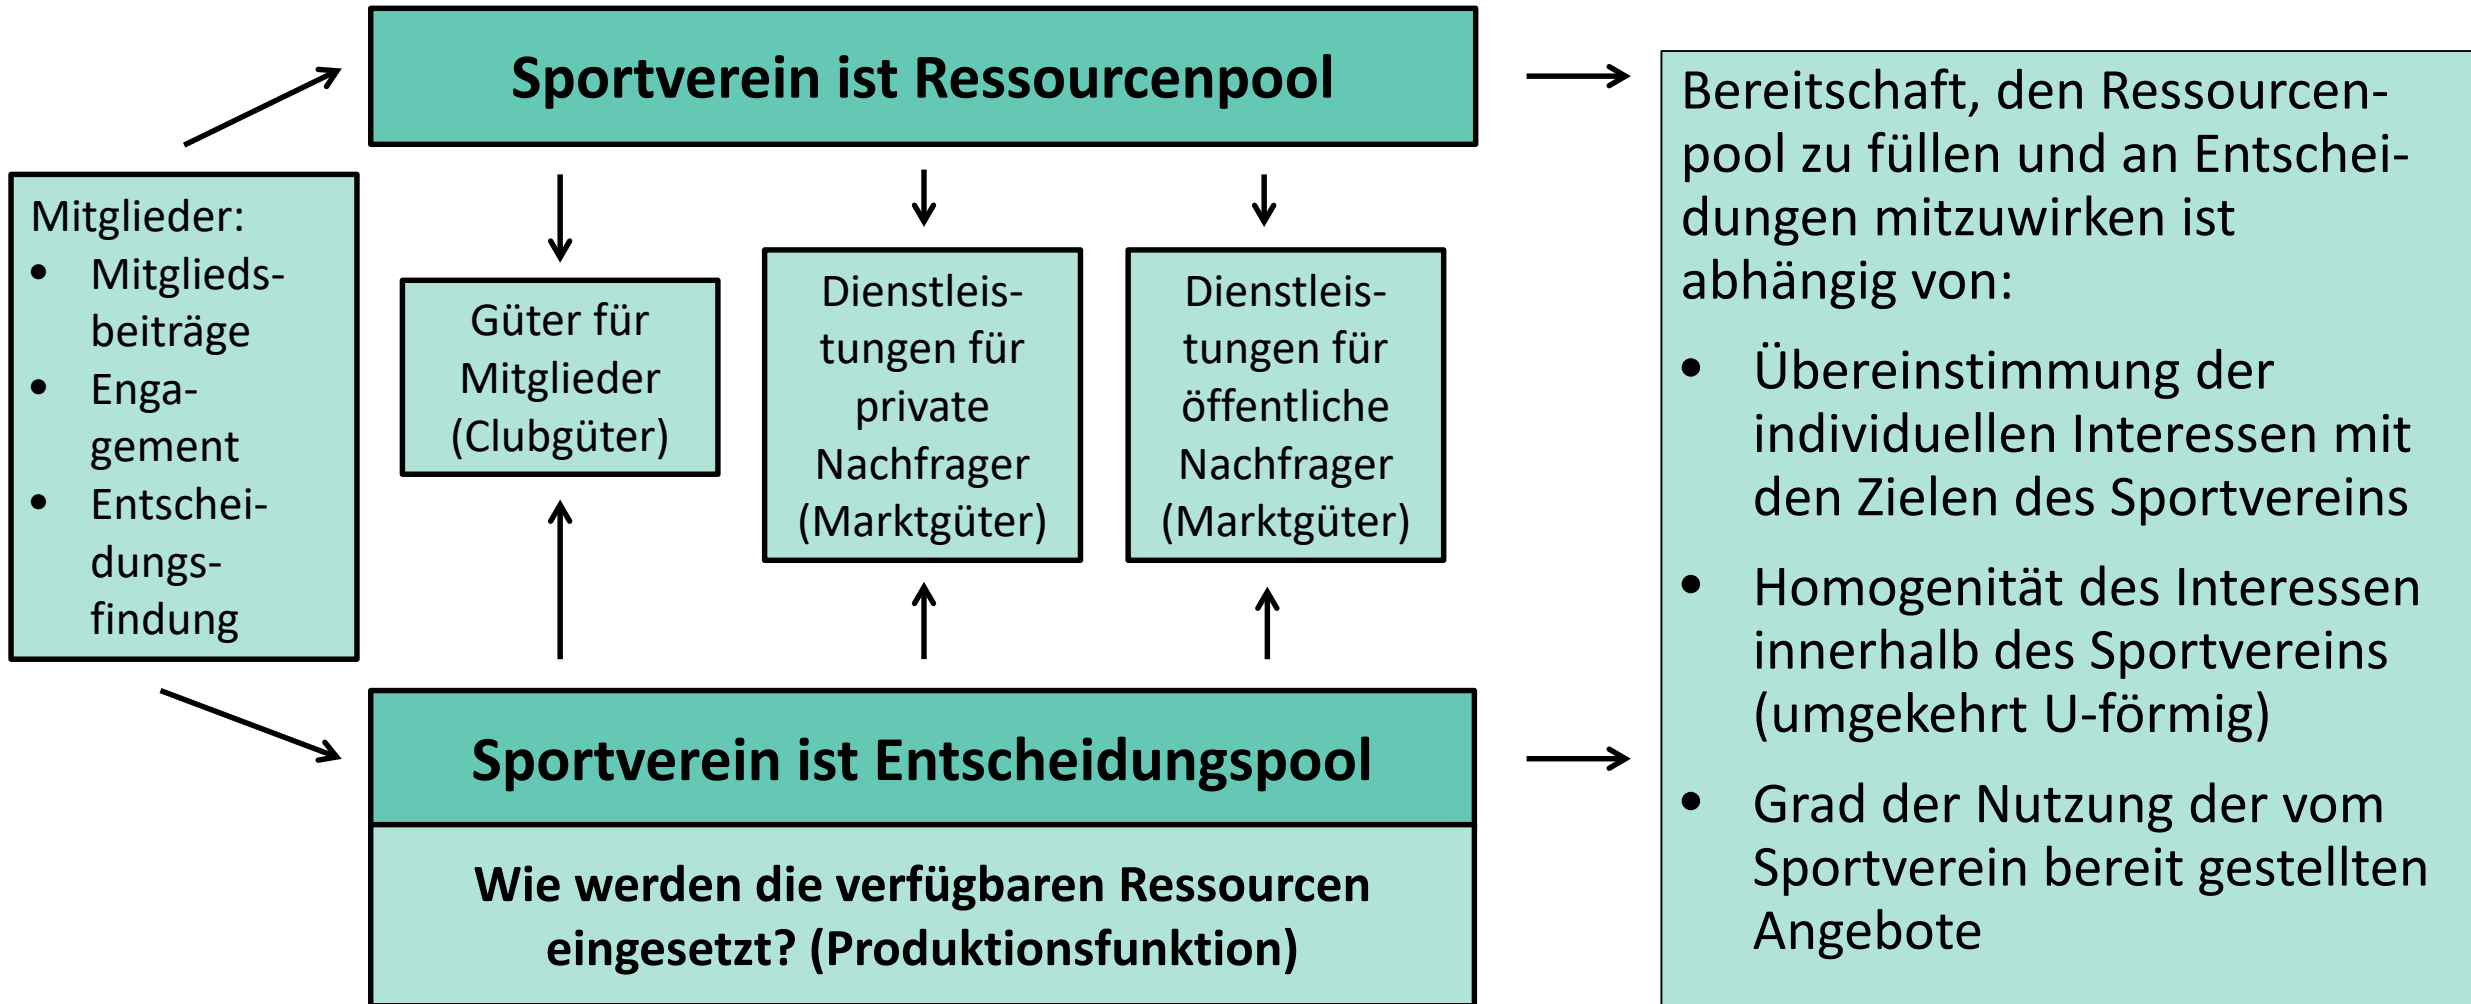 Sportverein ist Ressourcenpool
Mitglieder:
• Mitglieds-
beiträge
• Enga-
gement
• Entschei-
dungs-
findung
Güter für
Mitglieder
(Clubgüter)
Dienstleis-
tungen für
private
Nachfrager
(Marktgüter)
Dienstleis-
tungen für
öffentliche
Nachfrager
(Marktgüter)
Sportverein ist Entscheidungspool
Wie werden die verfügbaren Ressourcen
eingesetzt? (Produktionsfunktion)
Bereitschaft, den Ressourcen-
pool zu füllen und an Entschei-
dungen mitzuwirken ist
abhängig von:
• Übereinstimmung der
individuellen Interessen mit
den Zielen des Sportvereins
• Homogenität des Interessen
innerhalb des Sportvereins
(umgekehrt U-förmig)
• Grad der Nutzung der vom
Sportverein bereit gestellten
Angebote